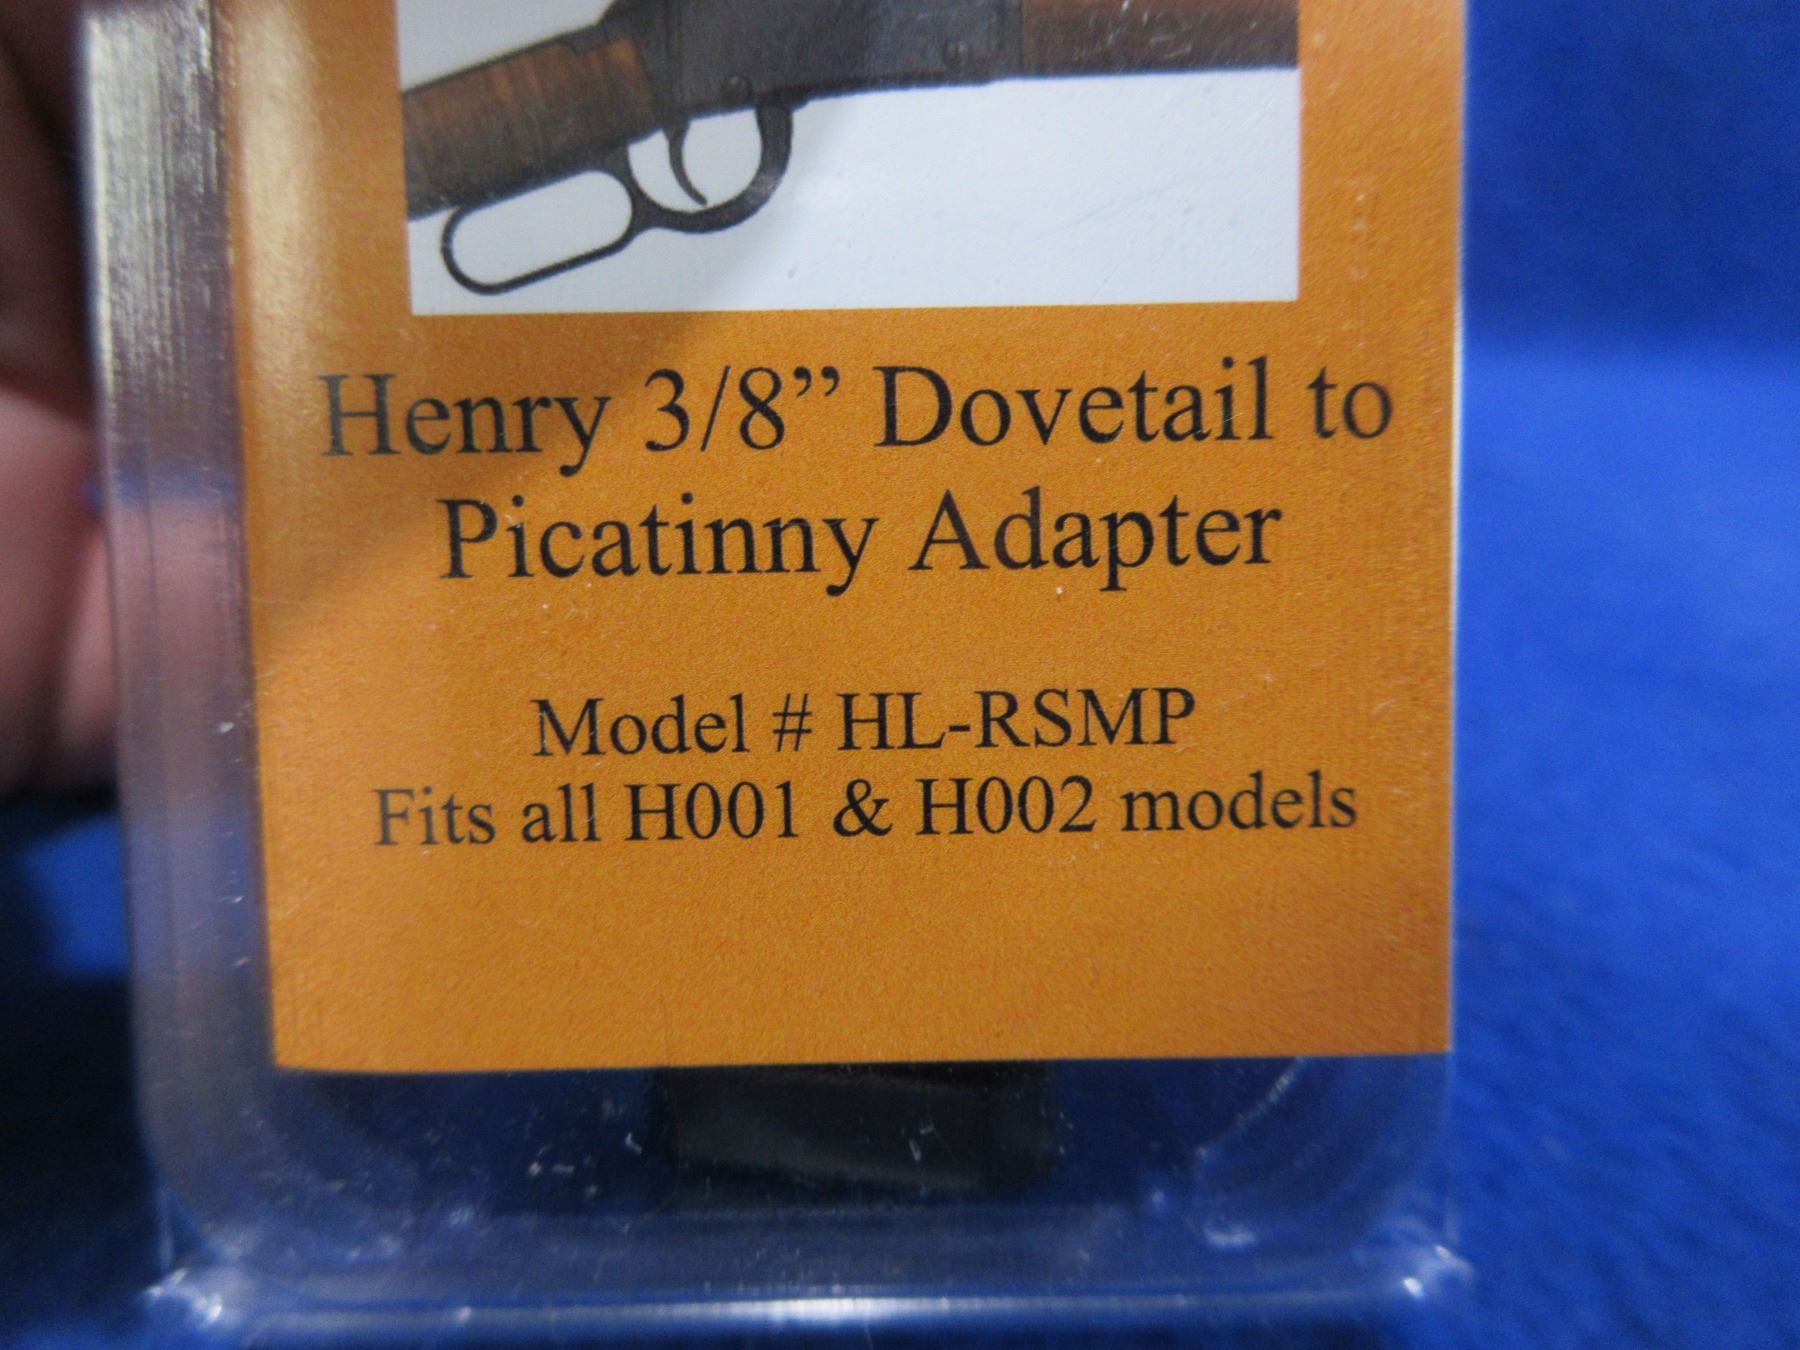 Henry 3/8” Dovetail to
Picatinny Adapter
Model # HL-RSMP
Fits all H001 & H002 models